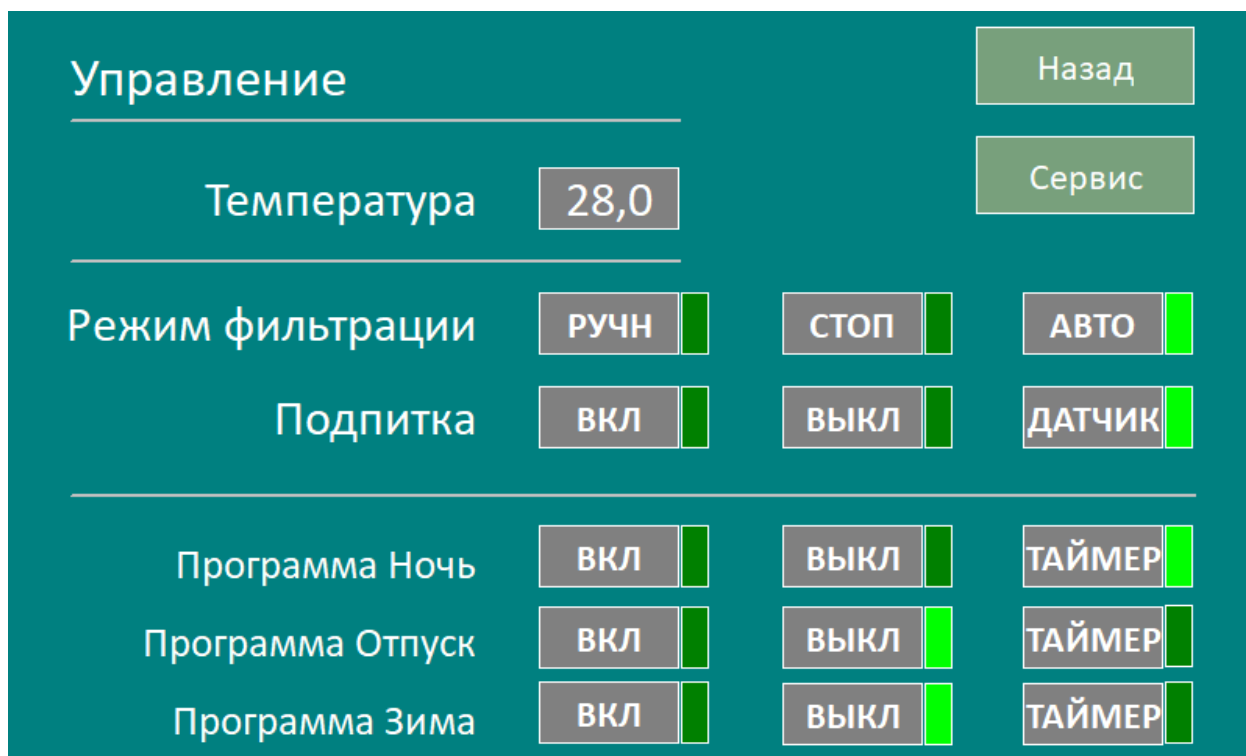 Управление
Назад
Сервис
Температура 28,0
Режим фильтрации РУЧН СТОП АВТО
Подпитка ВКЛ ВЫКЛ ДАТЧИК
Программа Ночь ВКЛ ВЫКЛ ТАЙМЕР
Программа Отпуск ВКЛ ВЫКЛ ТАЙМЕР
Программа Зима ВКЛ ВЫКЛ ТАЙМЕР